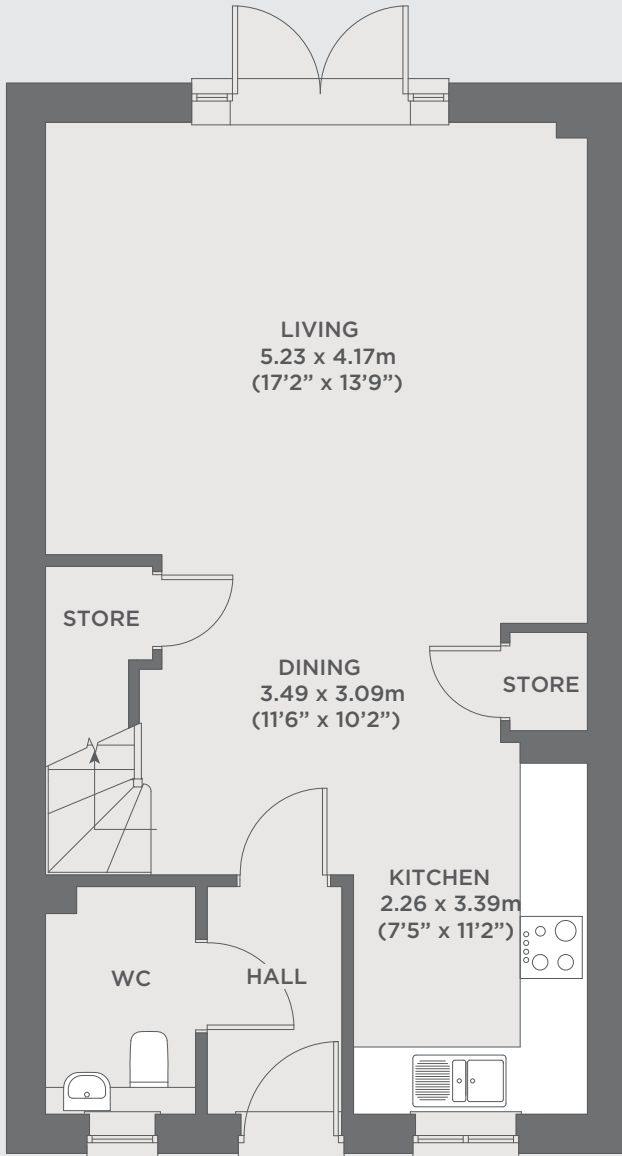 LIVING
5.23 x 4.17m
(17’2” x 13’9”)
STORE
DINING
3.49 x 3.09m
(11’6” x 10’2”)
STORE
KITCHEN
2.26 x 3.39m
(7’5” x 11’2”)
WC
HALL